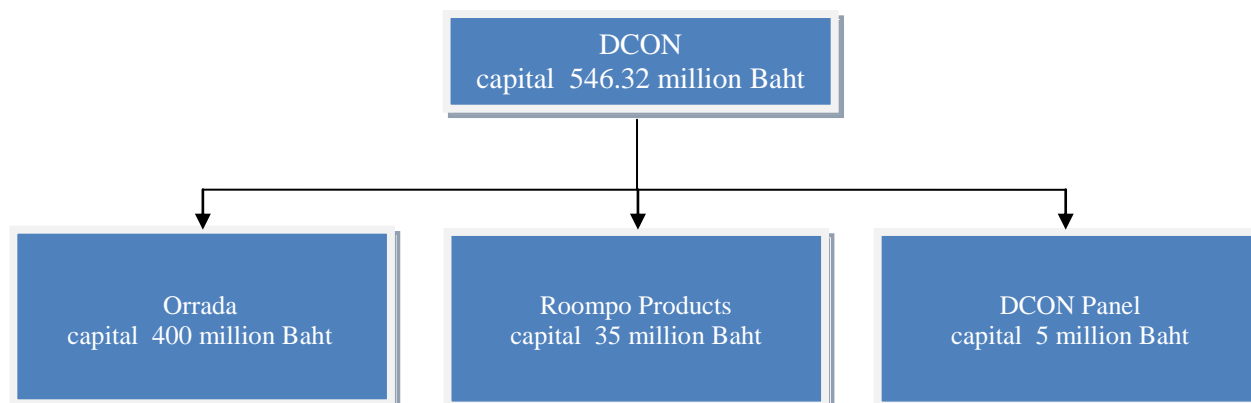 DCON
capital 546.32 million Baht
Orrada
capital 400 million Baht
Roompo Products
capital 35 million Baht
DCON Panel
capital 5 million Baht